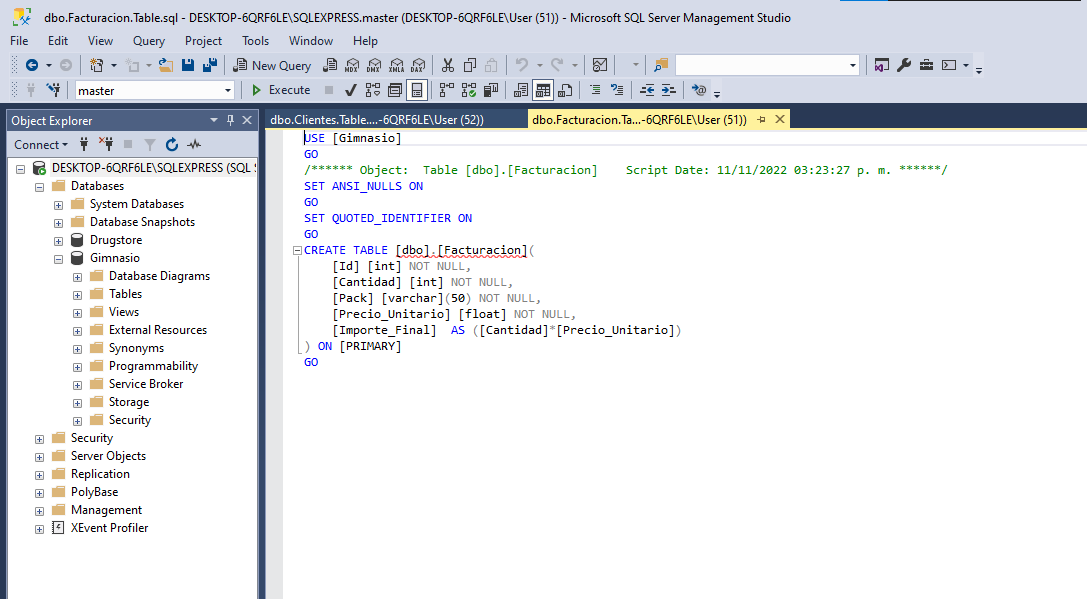 dbo.Facturacion.Table.sql - DESKTOP-6QRF6LE\SQLEXPRESS.master (DESKTOP-6QRF6LE\User (51)) - Microsoft SQL Server Management Studio
File Edit View Query Project Tools Window Help
New Query MDX DMX XMLA DAX
master Execute
Object Explorer
Connect
DESKTOP-6QRF6LE\SQLEXPRESS (SQL S
Databases
System Databases
Database Snapshots
Drugstore
Gimnasio
Database Diagrams
Tables
Views
External Resources
Synonyms
Programmability
Service Broker
Storage
Security
Security
Server Objects
Replication
PolyBase
Management
XEvent Profiler
dbo.Clientes.Table....-6QRF6LE\User (52)) dbo.Facturacion.Ta...-6QRF6LE\User (51))
USE [Gimnasio]
GO
/****** Object:  Table [dbo].[Facturacion]    Script Date: 11/11/2022 03:23:27 p. m. ******/
SET ANSI_NULLS ON
GO
SET QUOTED_IDENTIFIER ON
GO
CREATE TABLE [dbo].[Facturacion](
[Id] [int] NOT NULL,
[Cantidad] [int] NOT NULL,
[Pack] [varchar](50) NOT NULL,
[Precio_Unitario] [float] NOT NULL,
[Importe_Final]  AS ([Cantidad]*[Precio_Unitario])
) ON [PRIMARY]
GO